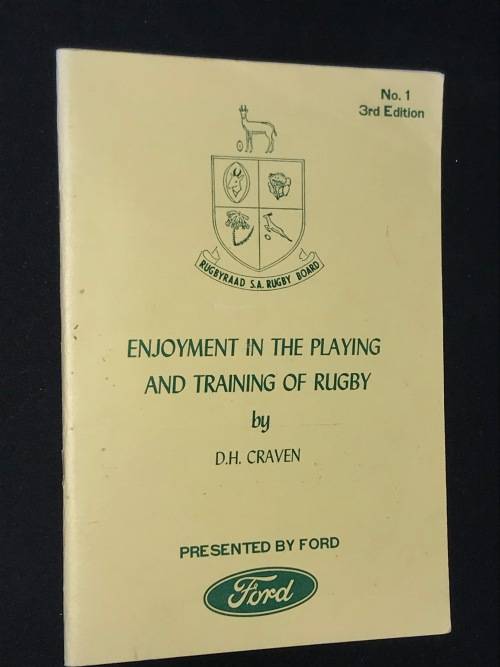 No. 1
3rd Edition
RUGBYRAAD S.A. RUGBY BOARD
ENJOYMENT IN THE PLAYING
AND TRAINING OF RUGBY
by
D.H. CRAVEN
PRESENTED BY FORD
Ford